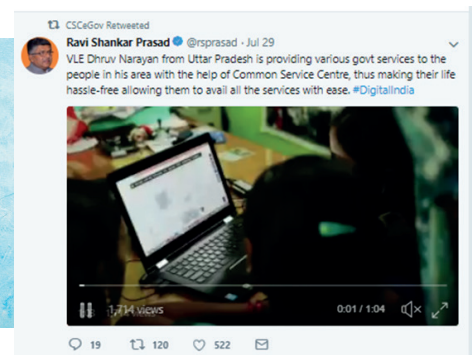 CSCeGov Retweeted
Ravi Shankar Prasad @rsprasad · Jul 29
VLE Dhruv Narayan from Uttar Pradesh is providing various govt services to the
people in his area with the help of Common Service Centre, thus making their life
hassle-free allowing them to avail all the services with ease. #DigitalIndia
1,714 views
0:01 / 1:04
19 120 522